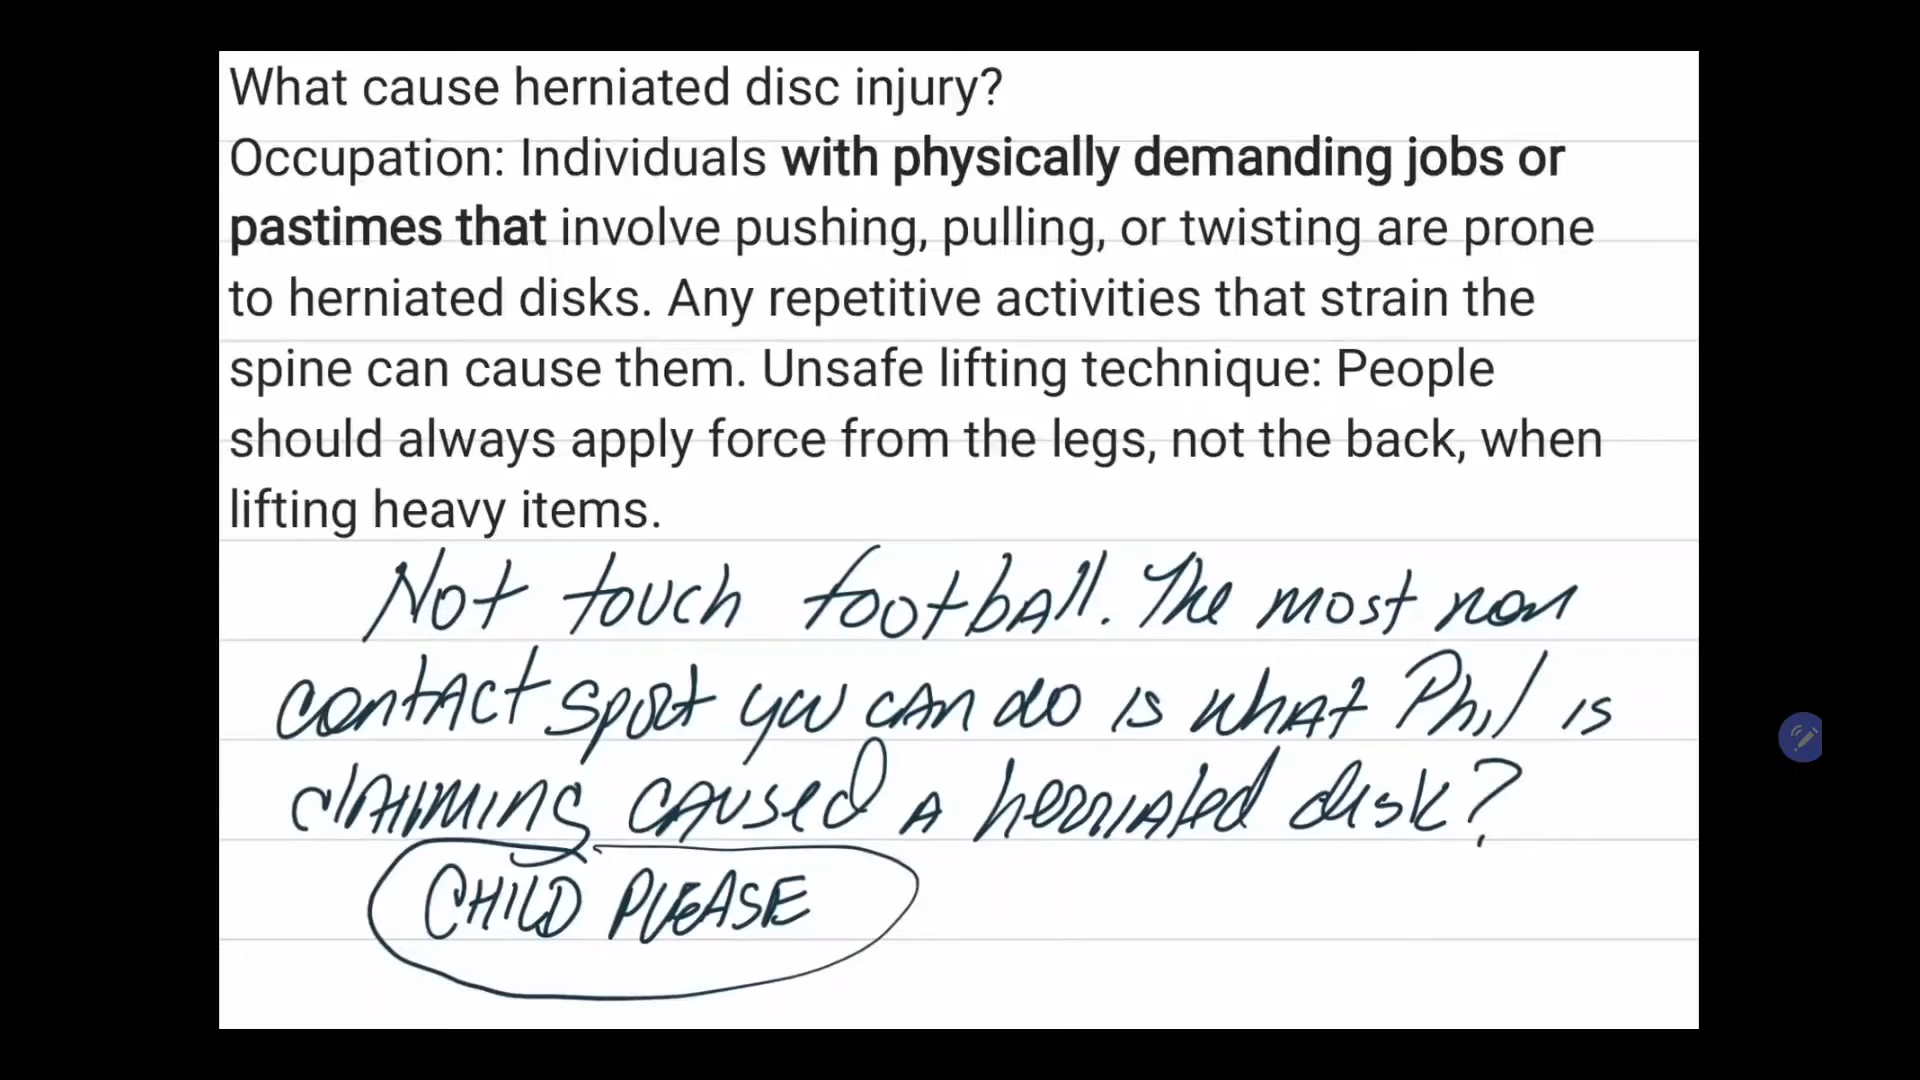 What cause herniated disc injury?
Occupation: Individuals with physically demanding jobs or
pastimes that involve pushing, pulling, or twisting are prone
to herniated disks. Any repetitive activities that strain the
spine can cause them. Unsafe lifting technique: People
should always apply force from the legs, not the back, when
lifting heavy items.
Not touch football. The most non
contact sport you can do is what Phil is
claiming caused a herniated disk?
CHILD PLEASE